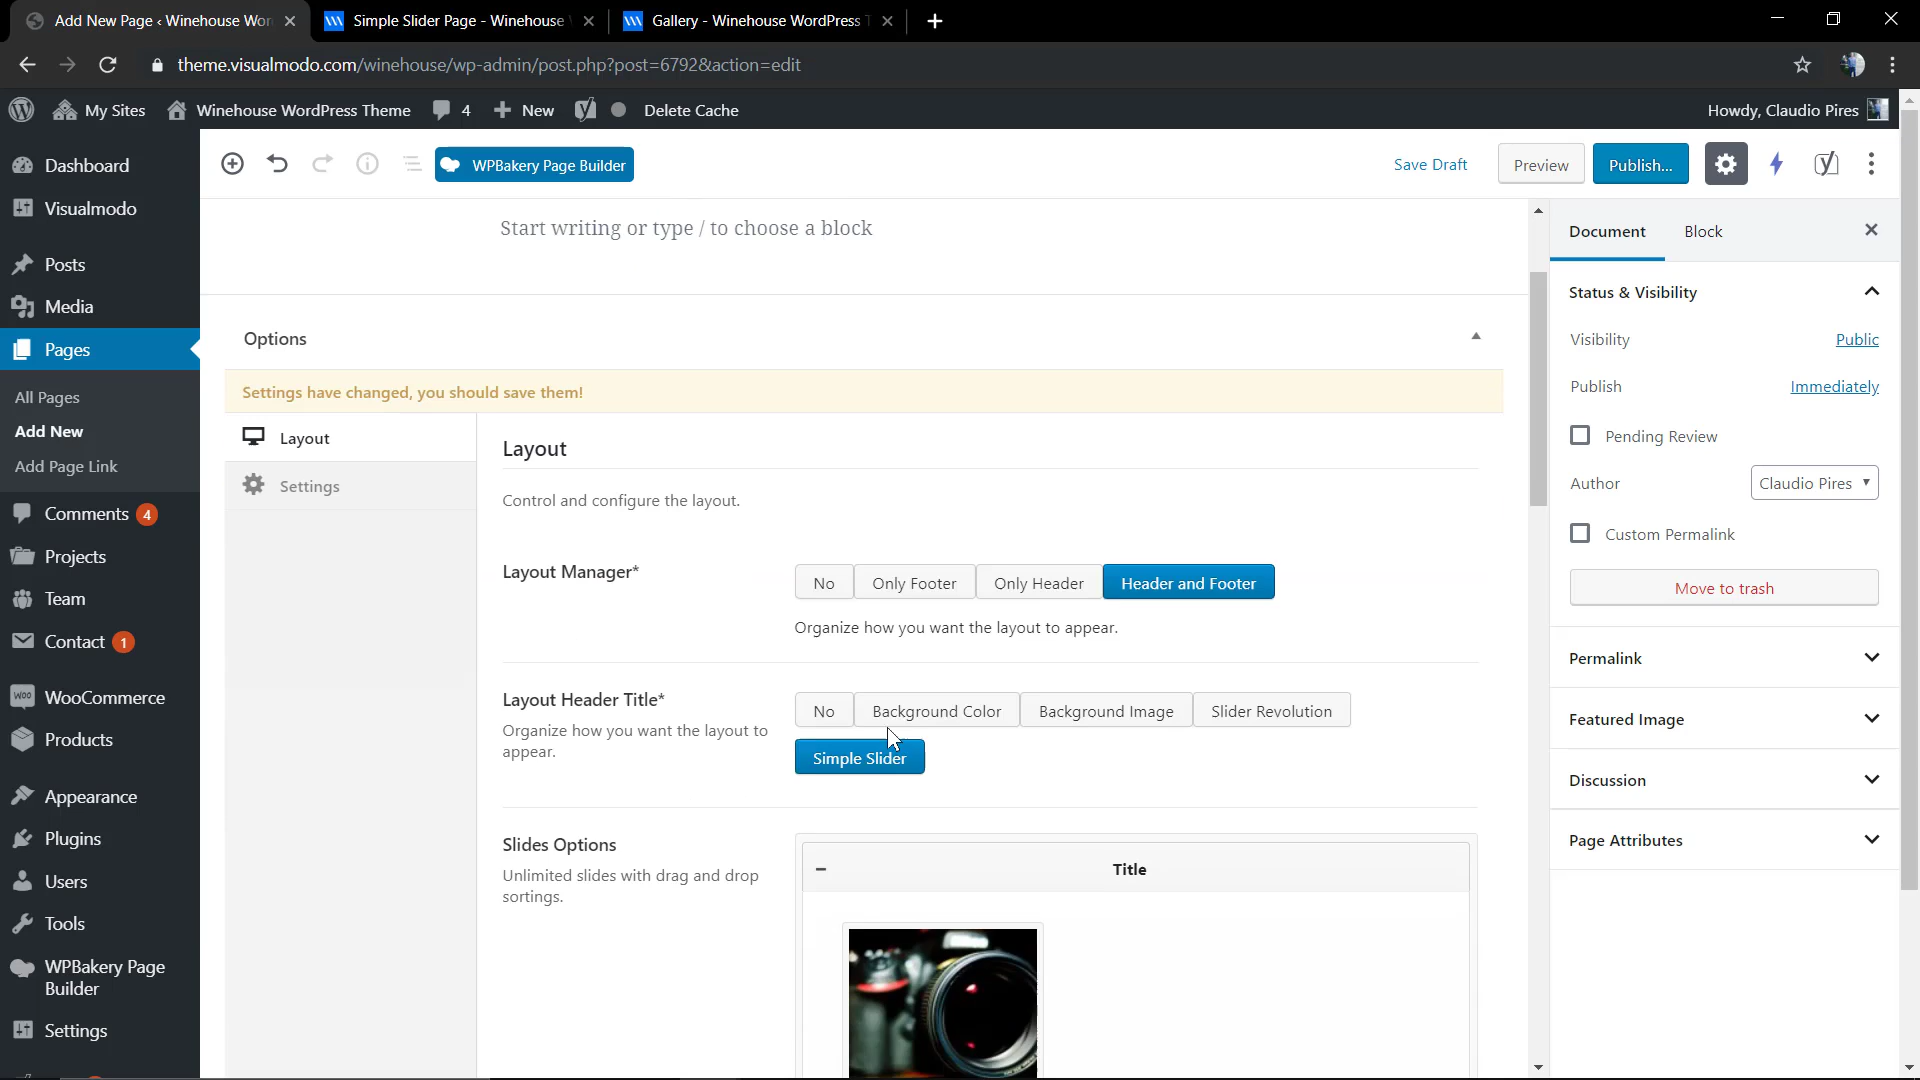 Add New Page ‹ Winehouse Wor
Simple Slider Page - Winehouse
Gallery - Winehouse WordPress T
theme.visualmodo.com/winehouse/wp-admin/post.php?post=6792&action=edit
My Sites
Winehouse WordPress Theme
4
New
Delete Cache
Howdy, Claudio Pires
Dashboard
Visualmodo
Posts
Media
Pages
All Pages
Add New
Add Page Link
Comments 4
Projects
Team
Contact 1
WooCommerce
Products
Appearance
Plugins
Users
Tools
WPBakery Page
Builder
Settings
WPBakery Page Builder
Save Draft
Preview
Publish...
Start writing or type / to choose a block
Options
Settings have changed, you should save them!
Layout
Settings
Layout
Control and configure the layout.
Layout Manager*
No
Only Footer
Only Header
Header and Footer
Organize how you want the layout to appear.
Layout Header Title*
Organize how you want the layout to
appear.
No
Background Color
Background Image
Slider Revolution
Simple Slider
Slides Options
Unlimited slides with drag and drop
sortings.
Title
Document
Block
Status & Visibility
Visibility
Public
Publish
Immediately
Pending Review
Author
Claudio Pires
Custom Permalink
Move to trash
Permalink
Featured Image
Discussion
Page Attributes